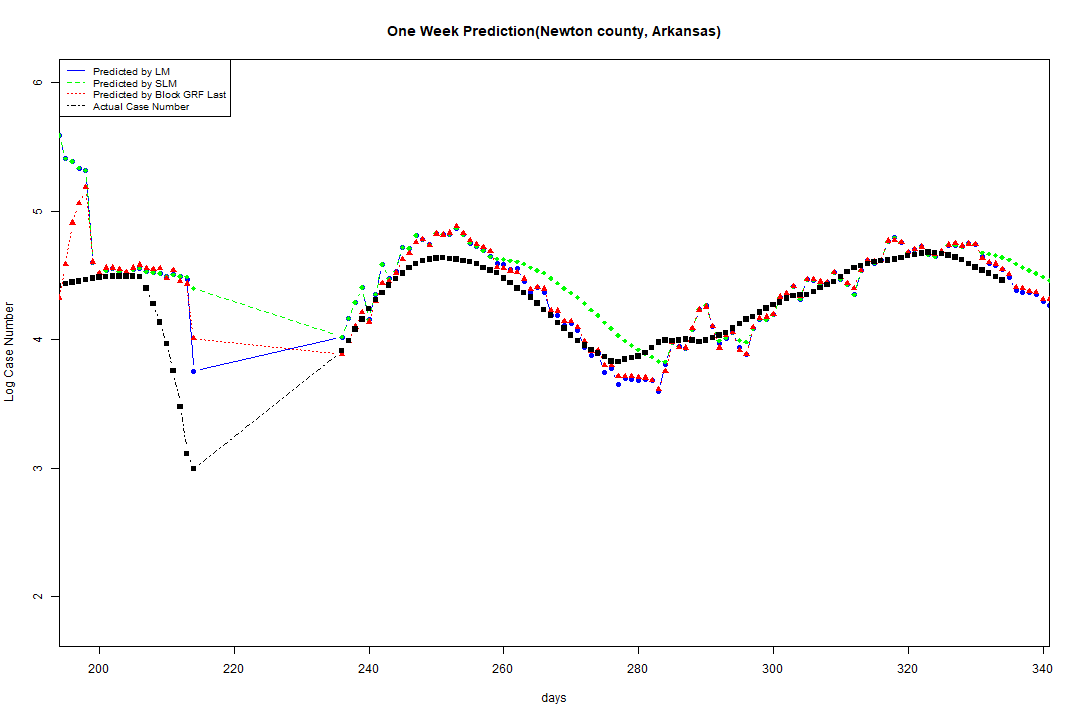 One Week Prediction(Newton county, Arkansas)
Predicted by LM
Predicted by SLM
Predicted by Block GRF Last
Actual Case Number
6
5
4
3
2
Log Case Number
200 220 240 260 280 300 320 340
days